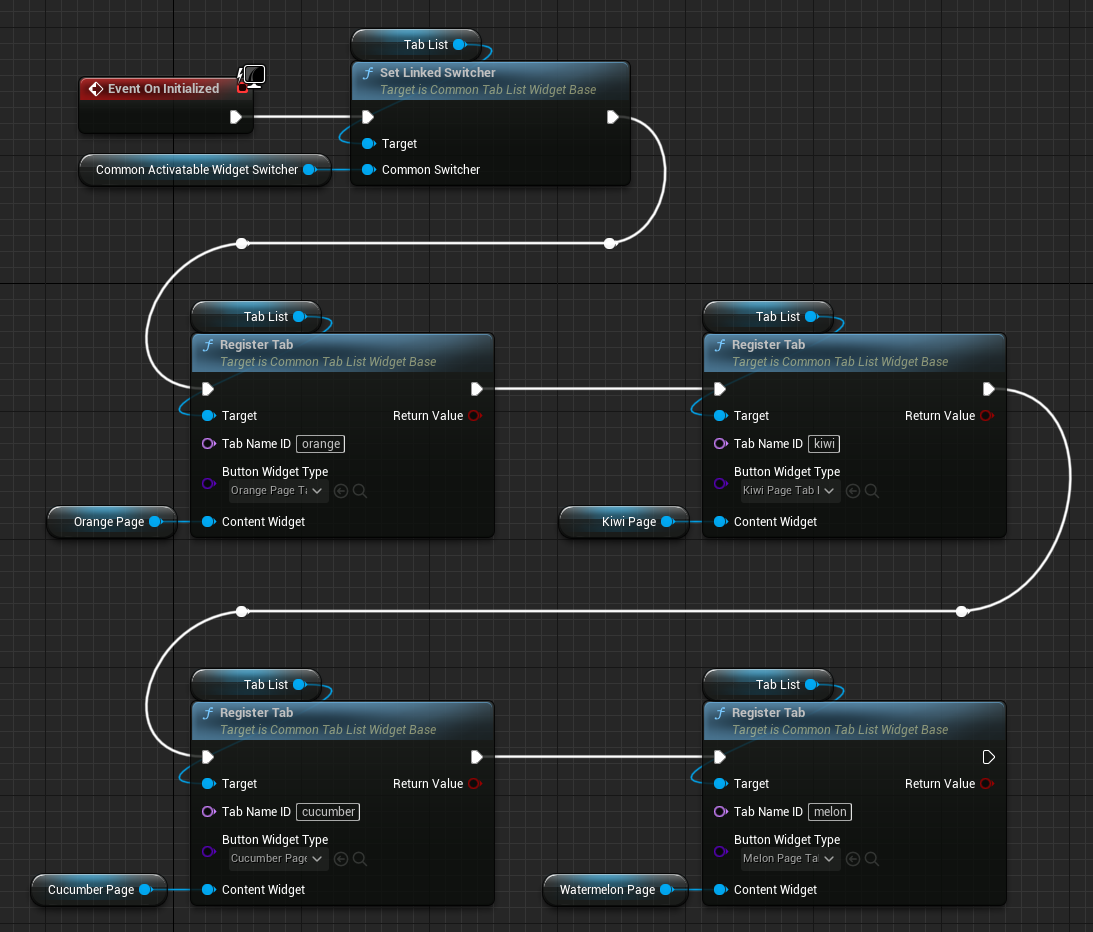 Tab List
Set Linked Switcher
Target is Common Tab List Widget Base
Event On Initialized
Target
Common Activatable Widget Switcher
Common Switcher
Tab List
Register Tab
Target is Common Tab List Widget Base
Target
Return Value
Tab Name ID
orange
Button Widget Type
Orange Page Ta
Orange Page
Content Widget
Tab List
Register Tab
Target is Common Tab List Widget Base
Target
Return Value
Tab Name ID
kiwi
Button Widget Type
Kiwi Page Tab
Kiwi Page
Content Widget
Tab List
Register Tab
Target is Common Tab List Widget Base
Target
Return Value
Tab Name ID
cucumber
Button Widget Type
Cucumber Page
Cucumber Page
Content Widget
Tab List
Register Tab
Target is Common Tab List Widget Base
Target
Return Value
Tab Name ID
melon
Button Widget Type
Melon Page Ta
Watermelon Page
Content Widget